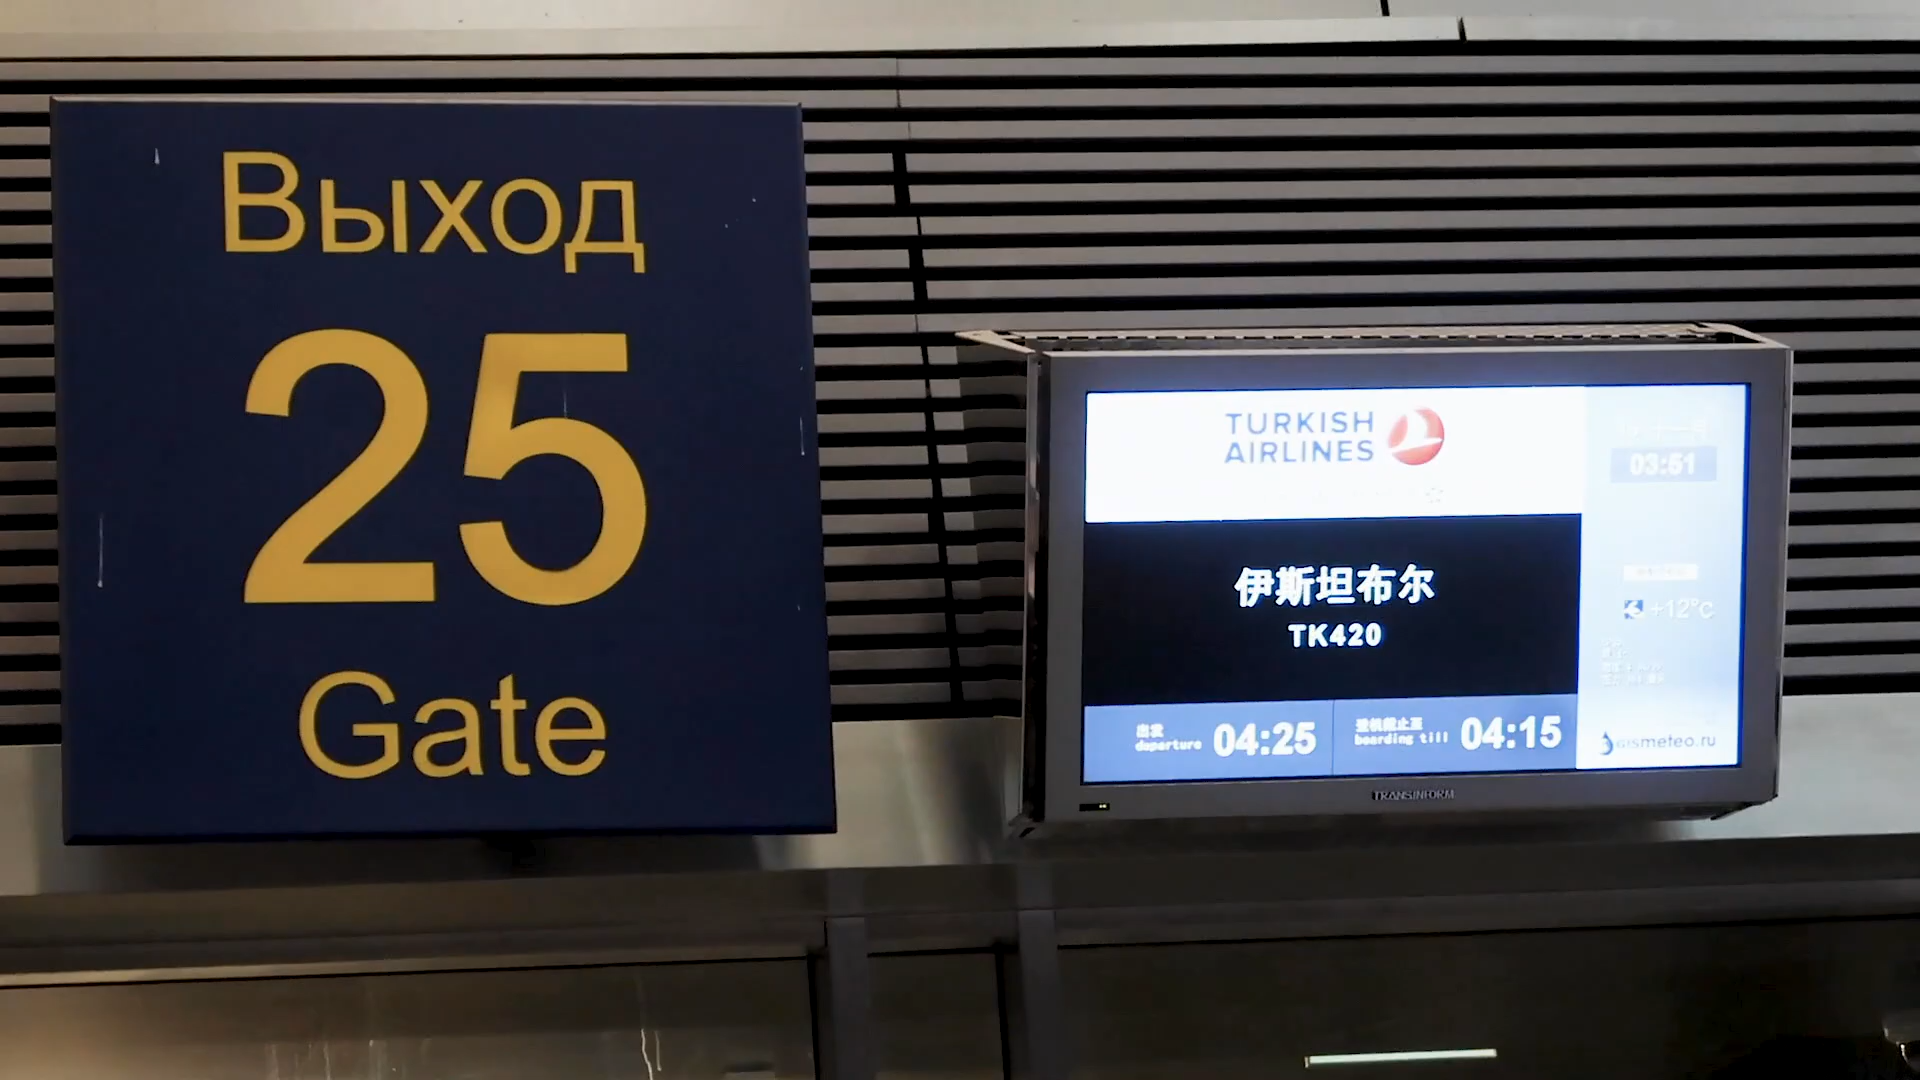 Выход
25
Gate
TURKISH
AIRLINES
03:51
伊斯坦布尔
TK420
+12°C
出发
departure
04:25
登机截止至
boarding till
04:15
gismeteo.ru
TRANSINFORM